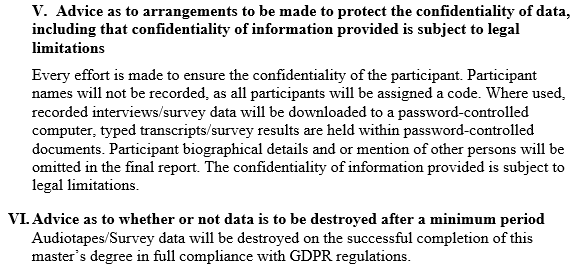 V. Advice as to arrangements to be made to protect the confidentiality of data,
including that confidentiality of information provided is subject to legal
limitations
Every effort is made to ensure the confidentiality of the participant. Participant
names will not be recorded, as all participants will be assigned a code. Where used,
recorded interviews/survey data will be downloaded to a password-controlled
computer, typed transcripts/survey results are held within password-controlled
documents. Participant biographical details and or mention of other persons will be
omitted in the final report. The confidentiality of information provided is subject to
legal limitations.
VI. Advice as to whether or not data is to be destroyed after a minimum period
Audiotapes/Survey data will be destroyed on the successful completion of this
master’s degree in full compliance with GDPR regulations.